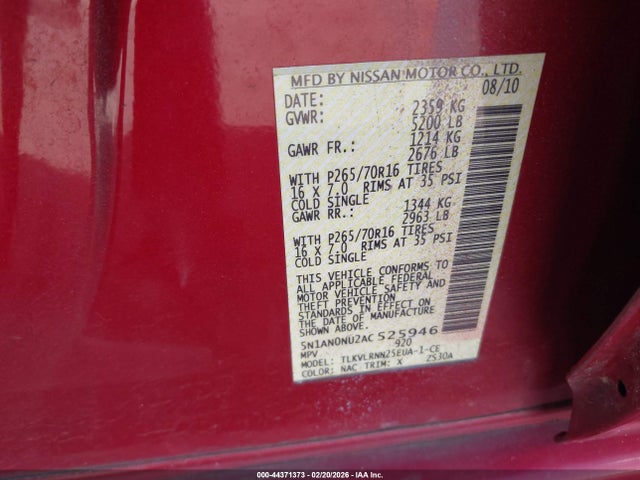 MFD BY NISSAN MOTOR CO., LTD.
DATE: 08/10
GVWR: 2359 KG
5200 LB
GAWR FR.: 1214 KG
2676 LB
WITH P265/70R16 TIRES
16 X 7.0 RIMS AT 35 PSI
COLD SINGLE
GAWR RR.: 1344 KG
2963 LB
WITH P265/70R16 TIRES
16 X 7.0 RIMS AT 35 PSI
COLD SINGLE
THIS VEHICLE CONFORMS TO
ALL APPLICABLE FEDERAL
MOTOR VEHICLE SAFETY AND
THEFT PREVENTION
STANDARDS IN EFFECT ON
THE DATE OF MANUFACTURE
SHOWN ABOVE.
5N1AN0NU2AC525946
MPV 920
MODEL: TLKVLRNN25EUA-1-CE
COLOR: NAC TRIM: X 2530A
000-44371373 - 02/20/2026 - IAA Inc.